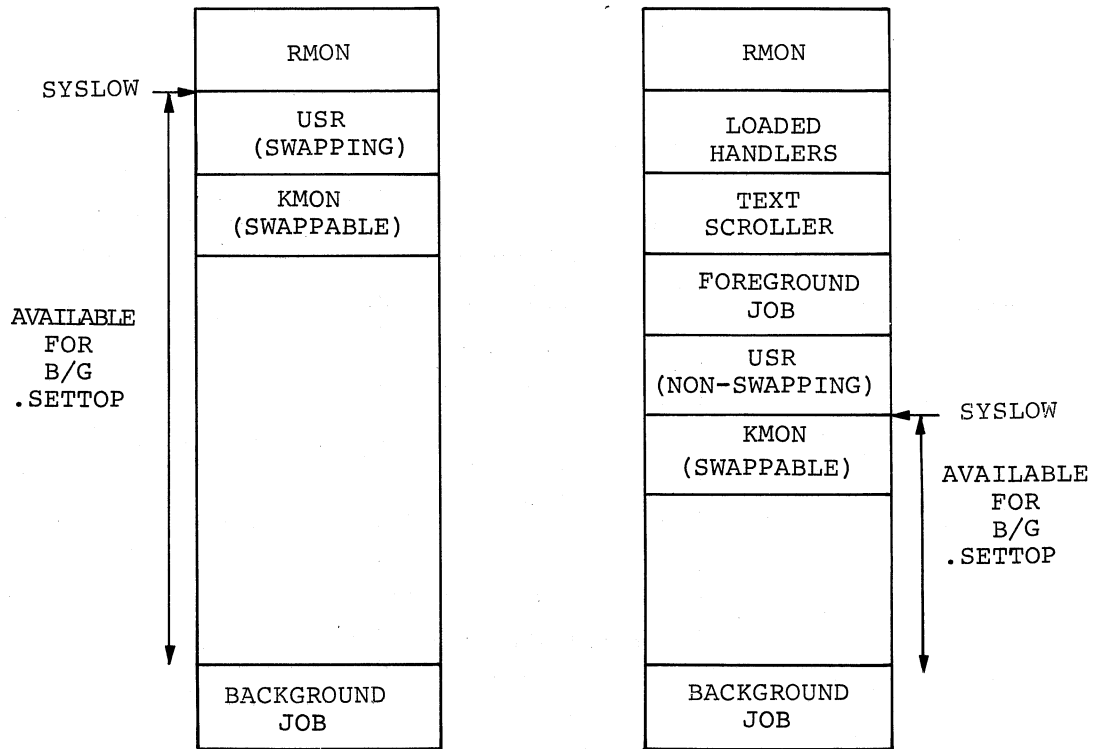 RMON
SYSLOW
USR
(SWAPPING)
KMON
(SWAPPABLE)
AVAILABLE
FOR
B/G
.SETTOP
BACKGROUND
JOB
RMON
LOADED
HANDLERS
TEXT
SCROLLER
FOREGROUND
JOB
USR
(NON-SWAPPING)
SYSLOW
KMON
(SWAPPABLE)
AVAILABLE
FOR
B/G
.SETTOP
BACKGROUND
JOB